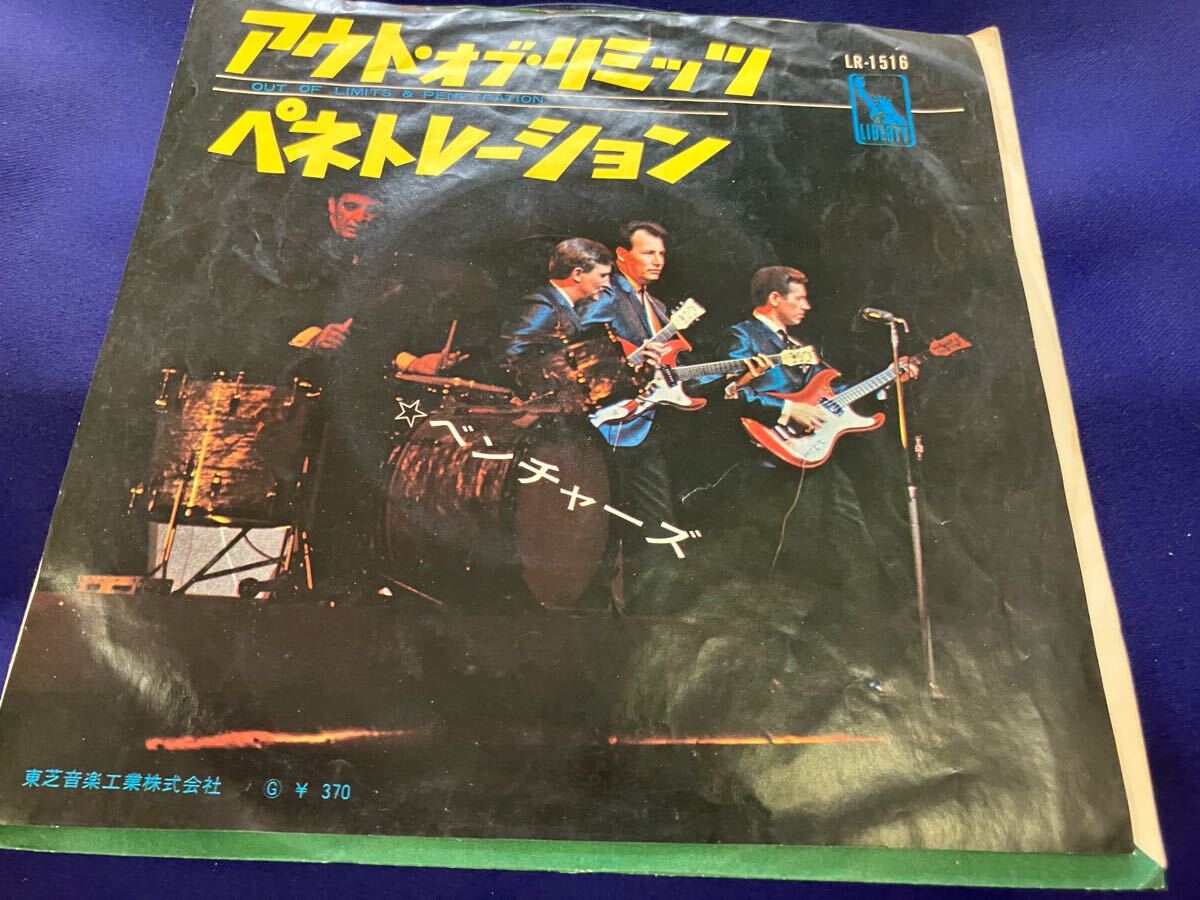 アウト・オブ・リミッツ
LR-1516
OUT OF LIMITS & PENETRATION
LIBERTY
ペネトレーション
☆ベンチャーズ
東芝音楽工業株式会社 Ⓖ ¥ 370